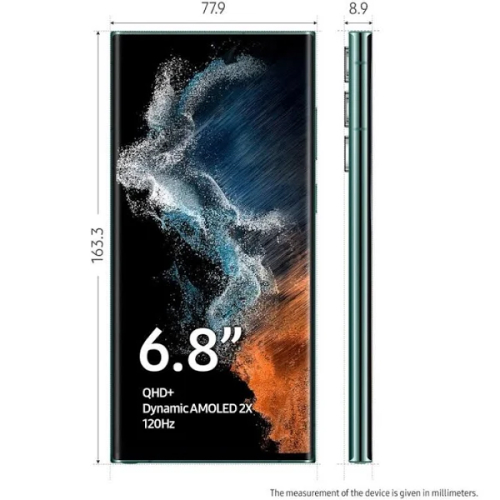 77.9
8.9
163.3
6.8”
QHD+
Dynamic AMOLED 2X
120Hz
The measurement of the device is given in millimeters.